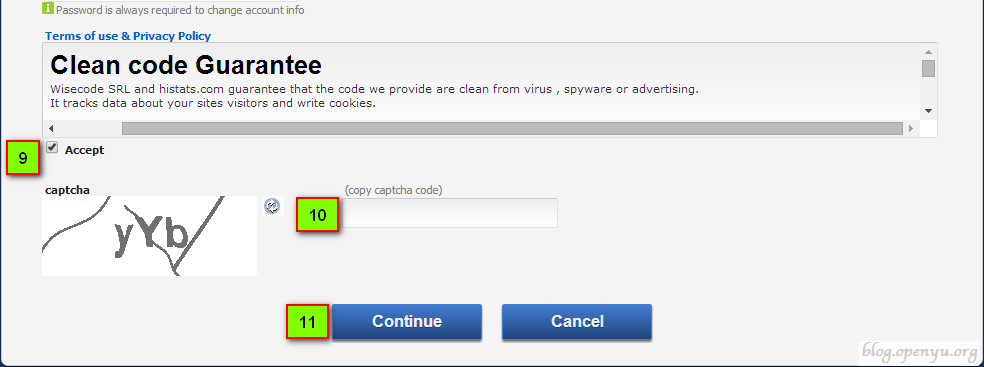 Password is always required to change account info
Terms of use & Privacy Policy
Clean code Guarantee
Wisecode SRL and histats.com guarantee that the code we provide are clean from virus , spyware or advertising.
It tracks data about your sites visitors and write cookies.
9
Accept
captcha
(copy captcha code)
yYb
10
11
Continue
Cancel
blog.openyu.org